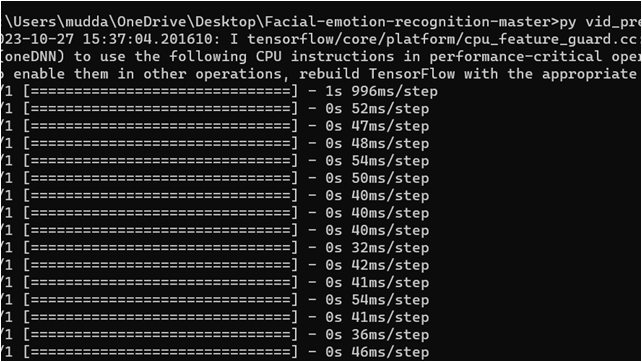 \Users\mudda\OneDrive\Desktop\Facial-emotion-recognition-master>py vid_pre
23-10-27 15:37:04.201610: I tensorflow/core/platform/cpu_feature_guard.cc:
(oneDNN) to use the following CPU instructions in performance-critical oper
o enable them in other operations, rebuild TensorFlow with the appropriate
/1 [==============================] - 1s 996ms/step
/1 [==============================] - 0s 52ms/step
/1 [==============================] - 0s 47ms/step
/1 [==============================] - 0s 48ms/step
/1 [==============================] - 0s 54ms/step
/1 [==============================] - 0s 50ms/step
/1 [==============================] - 0s 40ms/step
/1 [==============================] - 0s 40ms/step
/1 [==============================] - 0s 40ms/step
/1 [==============================] - 0s 32ms/step
/1 [==============================] - 0s 42ms/step
/1 [==============================] - 0s 41ms/step
/1 [==============================] - 0s 54ms/step
/1 [==============================] - 0s 41ms/step
/1 [==============================] - 0s 36ms/step
/1 [==============================] - 0s 46ms/step